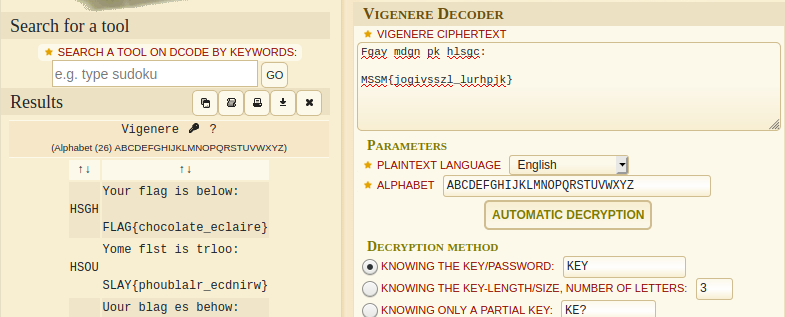 Search for a tool
★ SEARCH A TOOL ON DCODE BY KEYWORDS:
e.g. type sudoku GO
Results
Vigenere ?
(Alphabet (26) ABCDEFGHIJKLMNOPQRSTUVWXYZ)
↑↓ ↑↓
HSGH Your flag is below:
FLAG{chocolate_eclaire}
HSOU Yome flst is trloo:
SLAY{phoublalr_ecdnirw}
Uour blag es behow:
VIGENERE DECODER
★ VIGENERE CIPHERTEXT
Fgay mdgn pk hlsgc:
MSSM{jogivsszl_lurhpjk}
PARAMETERS
★ PLAINTEXT LANGUAGE English
★ ALPHABET ABCDEFGHIJKLMNOPQRSTUVWXYZ
AUTOMATIC DECRYPTION
DECRYPTION METHOD
KNOWING THE KEY/PASSWORD: KEY
KNOWING THE KEY-LENGTH/SIZE, NUMBER OF LETTERS: 3
KNOWING ONLY A PARTIAL KEY: KE?